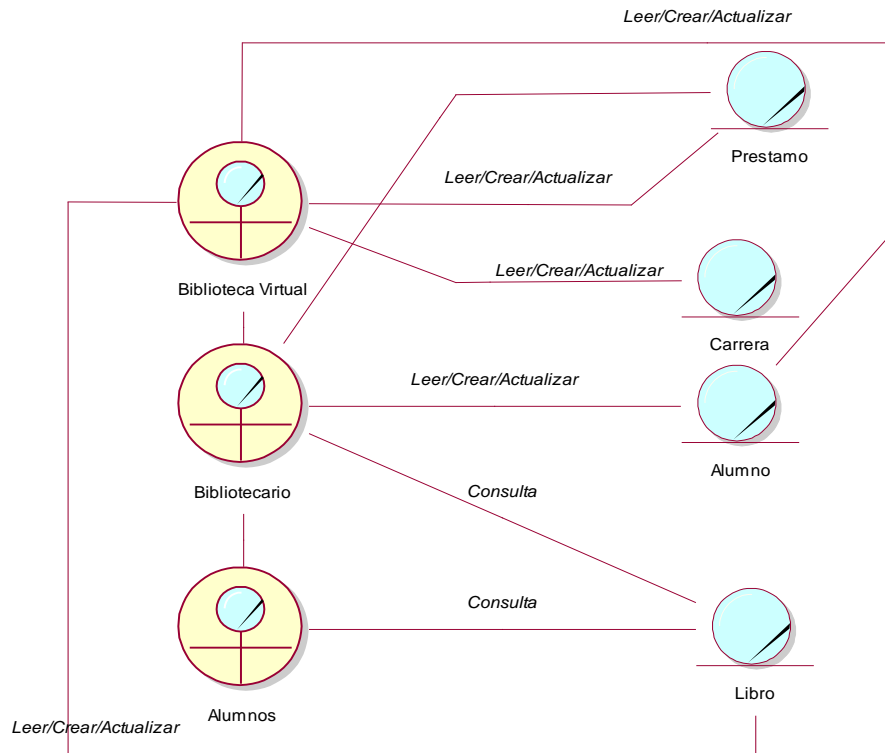 Leer/Crear/Actualizar
Prestamo
Leer/Crear/Actualizar
Biblioteca Virtual
Leer/Crear/Actualizar
Carrera
Leer/Crear/Actualizar
Alumno
Bibliotecario
Consulta
Consulta
Libro
Alumnos
Leer/Crear/Actualizar